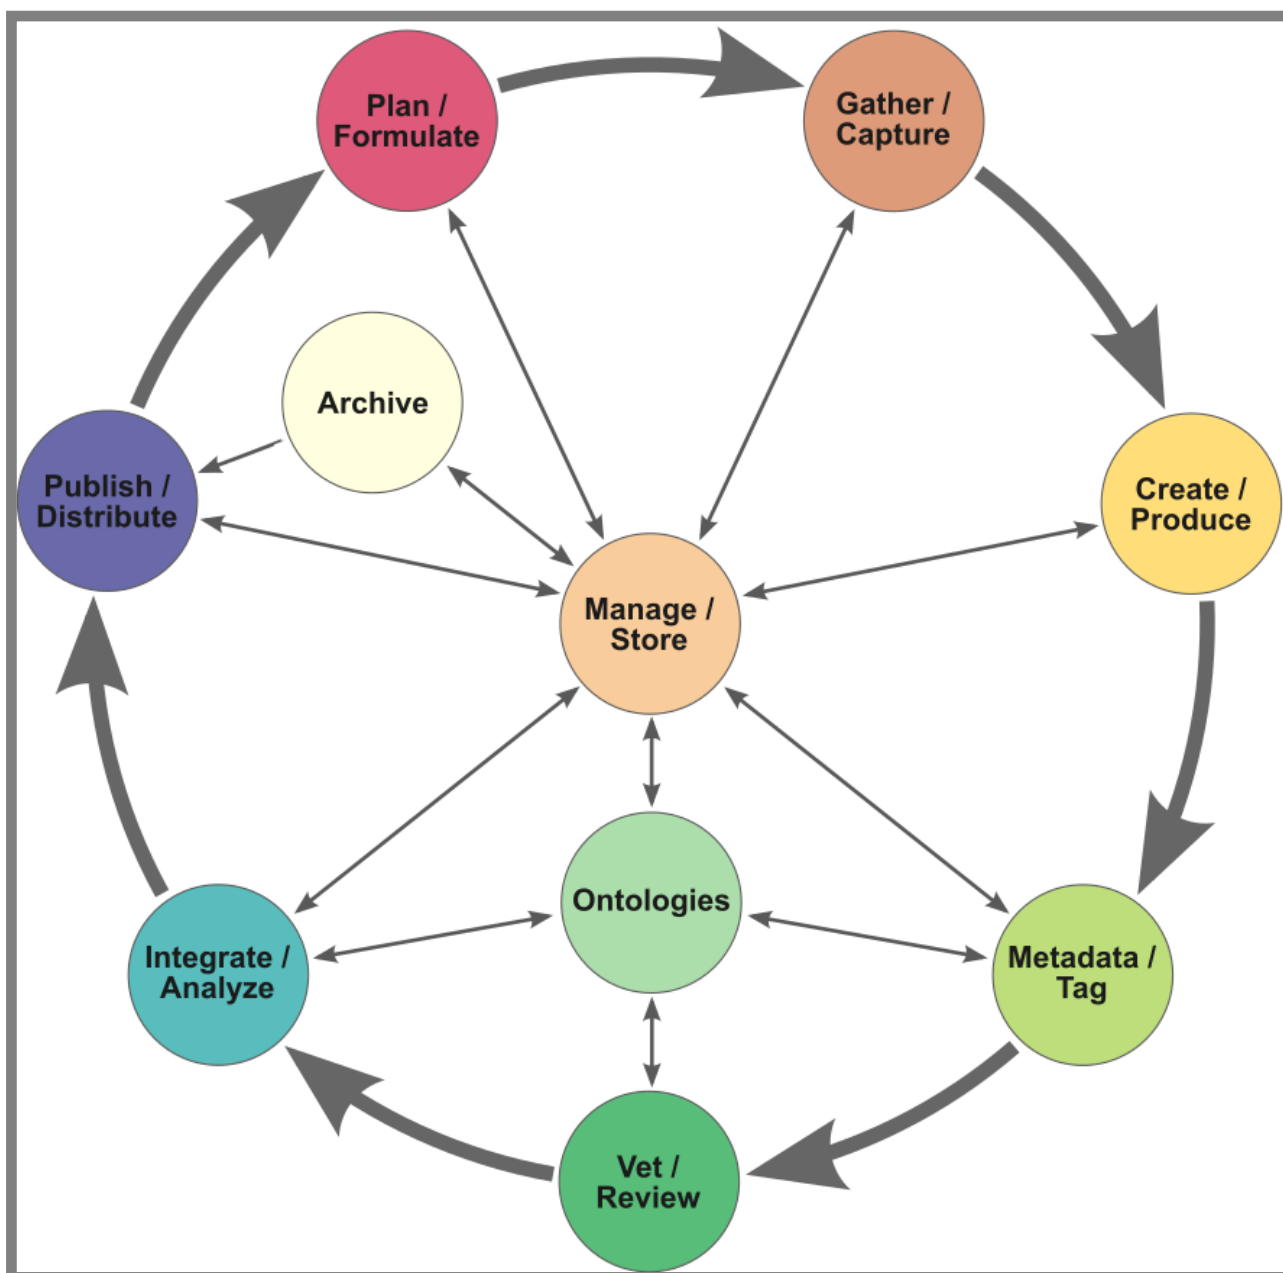 Plan /
Formulate
Gather /
Capture
Archive
Publish /
Distribute
Create /
Produce
Manage /
Store
Ontologies
Integrate /
Analyze
Metadata /
Tag
Vet /
Review